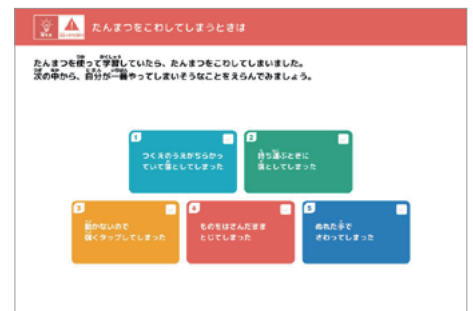 たんまつをこわしてしまうときは
たんまつを使って学習していたら、たんまつをこわしてしまいました。
次の中から、自分が一番やってしまいそうなことをえらんでみましょう。
1
つくえのうえがちらかっ
ていて落としてしまった
2
持ち運ぶときに
落としてしまった
3
動かないので
強くタップしてしまった
4
ものをはさんだまま
とじてしまった
5
ぬれた手で
さわってしまった